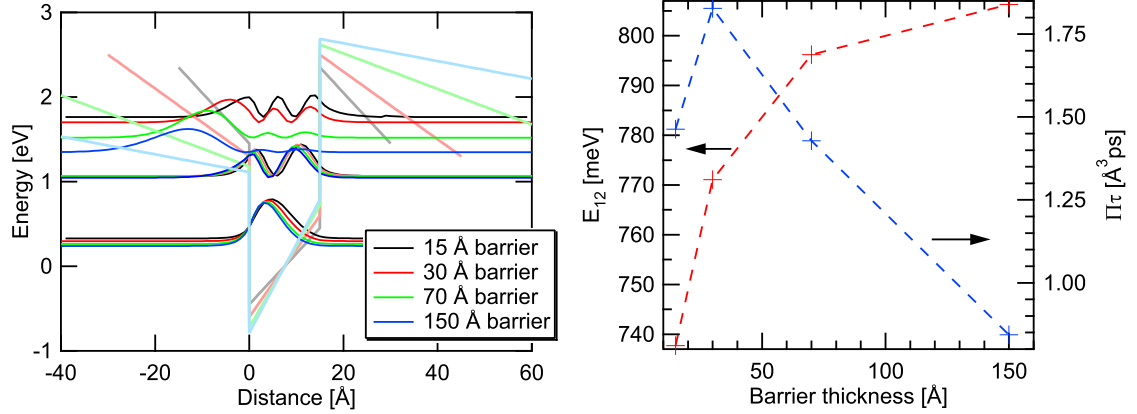 3
2
1
0
-1
Energy [eV]
-40
-20
0
20
40
60
Distance [Å]
15 Å barrier
30 Å barrier
70 Å barrier
150 Å barrier
800
790
780
770
760
750
740
E12 [meV]
50
100
150
Barrier thickness [Å]
1.75
1.50
1.25
1.00
Πτ [Å³ps]